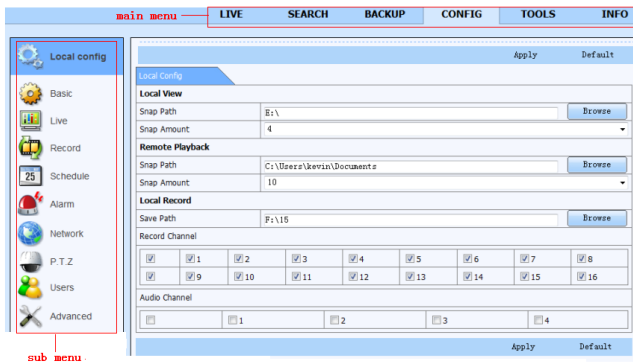 main menu LIVE SEARCH BACKUP CONFIG TOOLS INFO
Local config
Basic
Live
Record
25 Schedule
Alarm
Network
P.T.Z
Users
Advanced
sub menu
Apply Default
Local Config
Local View
Snap Path E:\ Browse
Snap Amount 4
Remote Playback
Snap Path C:\Users\kevin\Documents Browse
Snap Amount 10
Local Record
Save Path F:\15 Browse
Record Channel
1 2 3 4 5 6 7 8
9 10 11 12 13 14 15 16
Audio Channel
1 2 3 4
Apply Default